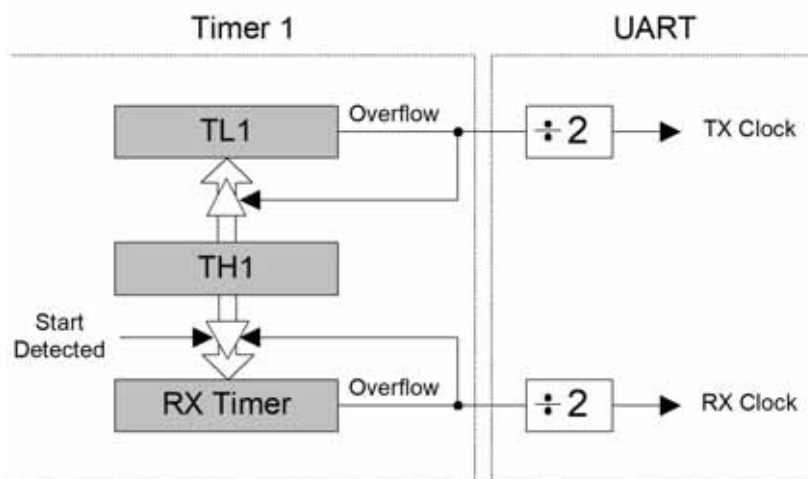 Timer 1
UART
TL1
Overflow
÷2
TX Clock
TH1
Start
Detected
RX Timer
Overflow
÷2
RX Clock